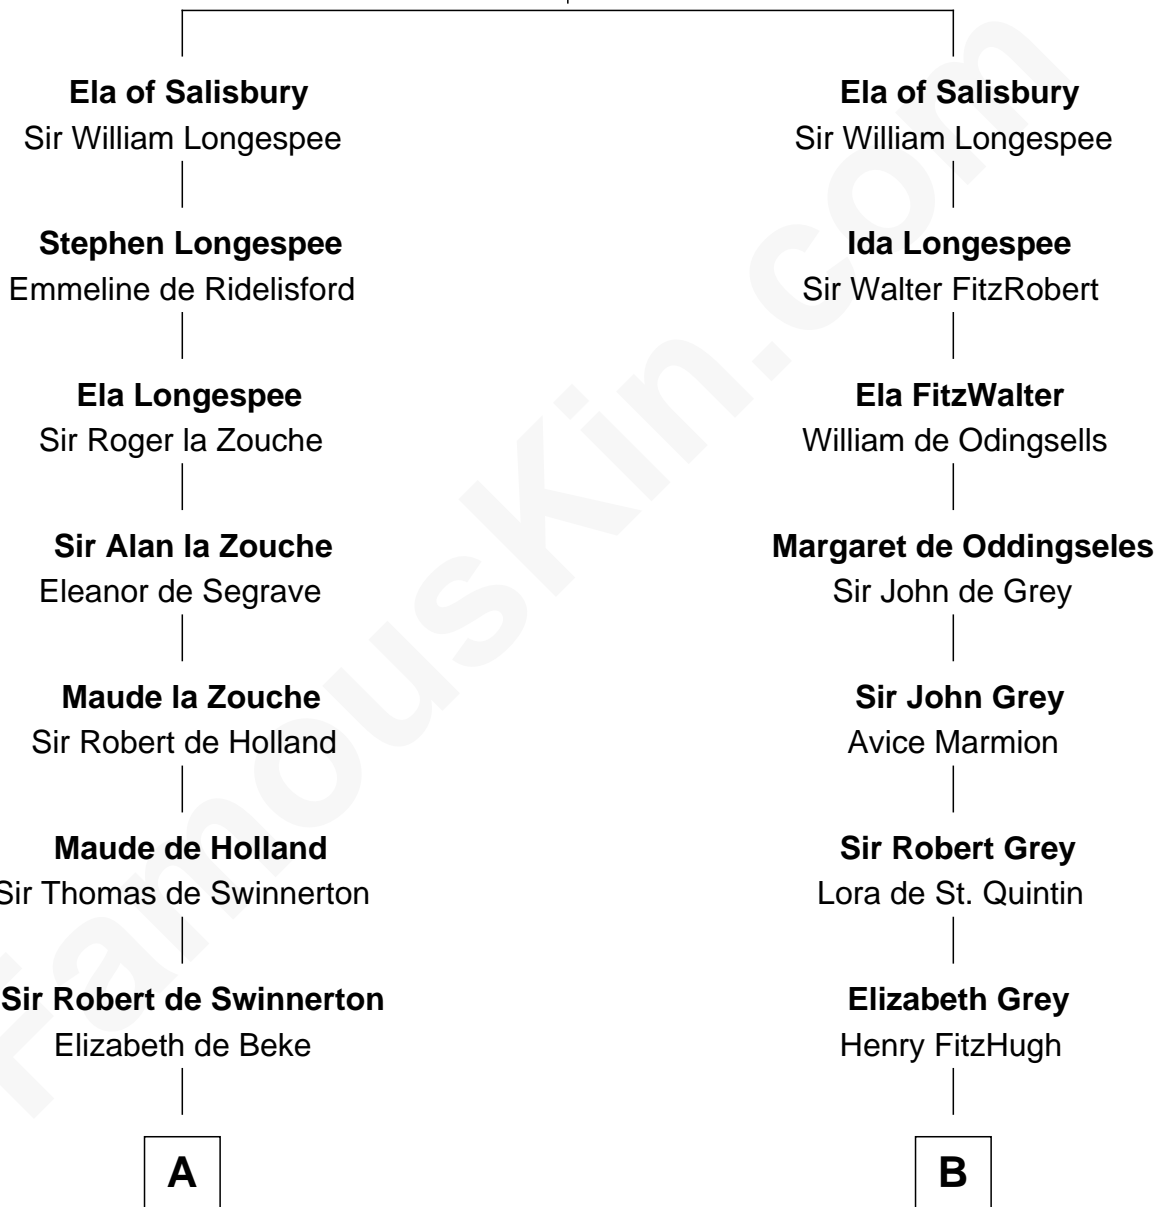 Ela of Salisbury
Sir William Longespee
Stephen Longespee
Emmeline de Ridelisford
Ela Longespee
Sir Roger la Zouche
Sir Alan la Zouche
Eleanor de Segrave
Maude la Zouche
Sir Robert de Holland
Maude de Holland
Sir Thomas de Swinnerton
Sir Robert de Swinnerton
Elizabeth de Beke
A
Ela of Salisbury
Sir William Longespee
Ida Longespee
Sir Walter FitzRobert
Ela FitzWalter
William de Odingsells
Margaret de Oddingseles
Sir John de Grey
Sir John Grey
Avice Marmion
Sir Robert Grey
Lora de St. Quintin
Elizabeth Grey
Henry FitzHugh
B
FamousKin.com